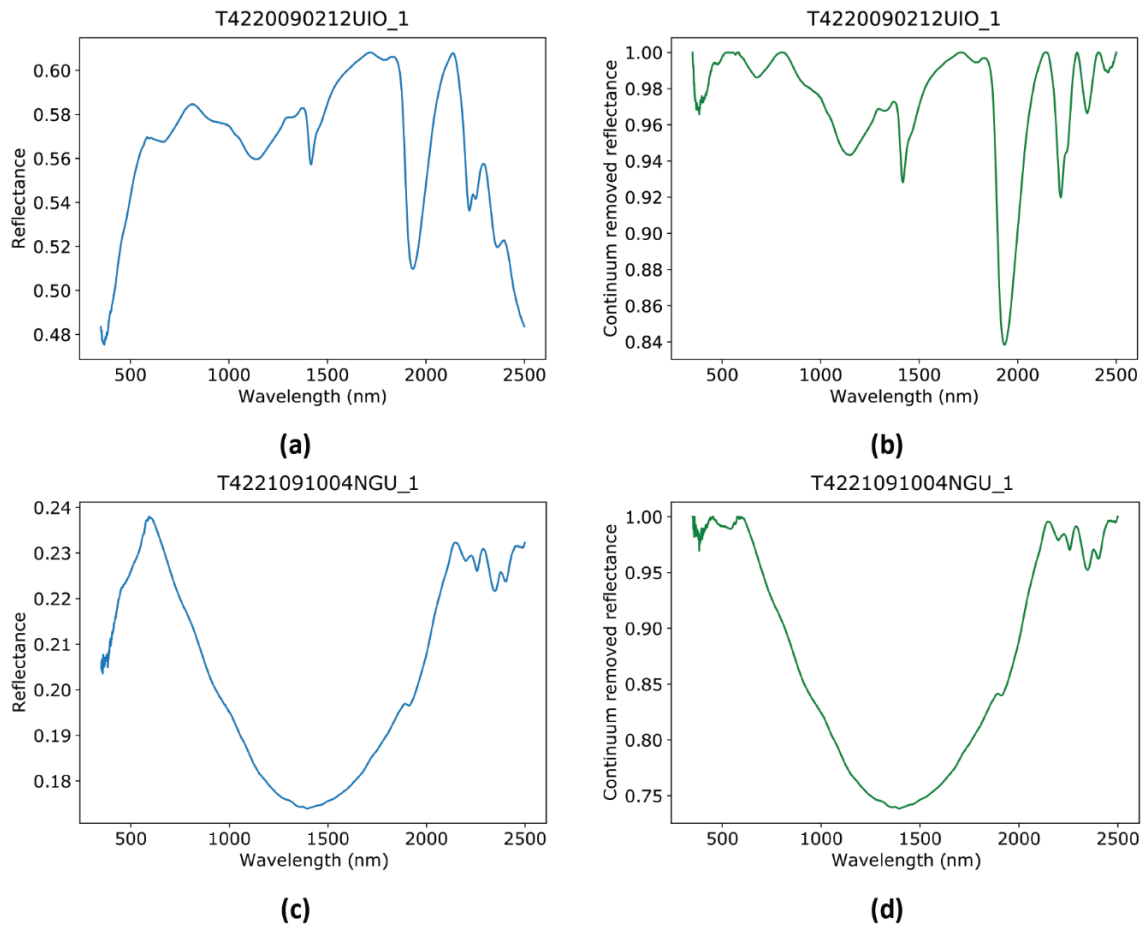 T4220090212UIO_1
Reflectance
0.60
0.58
0.56
0.54
0.52
0.50
0.48
500 1000 1500 2000 2500
Wavelength (nm)
(a)
T4220090212UIO_1
Continuum removed reflectance
1.00
0.98
0.96
0.94
0.92
0.90
0.88
0.86
0.84
500 1000 1500 2000 2500
Wavelength (nm)
(b)
T4221091004NGU_1
Reflectance
0.24
0.23
0.22
0.21
0.20
0.19
0.18
500 1000 1500 2000 2500
Wavelength (nm)
(c)
T4221091004NGU_1
Continuum removed reflectance
1.00
0.95
0.90
0.85
0.80
0.75
500 1000 1500 2000 2500
Wavelength (nm)
(d)